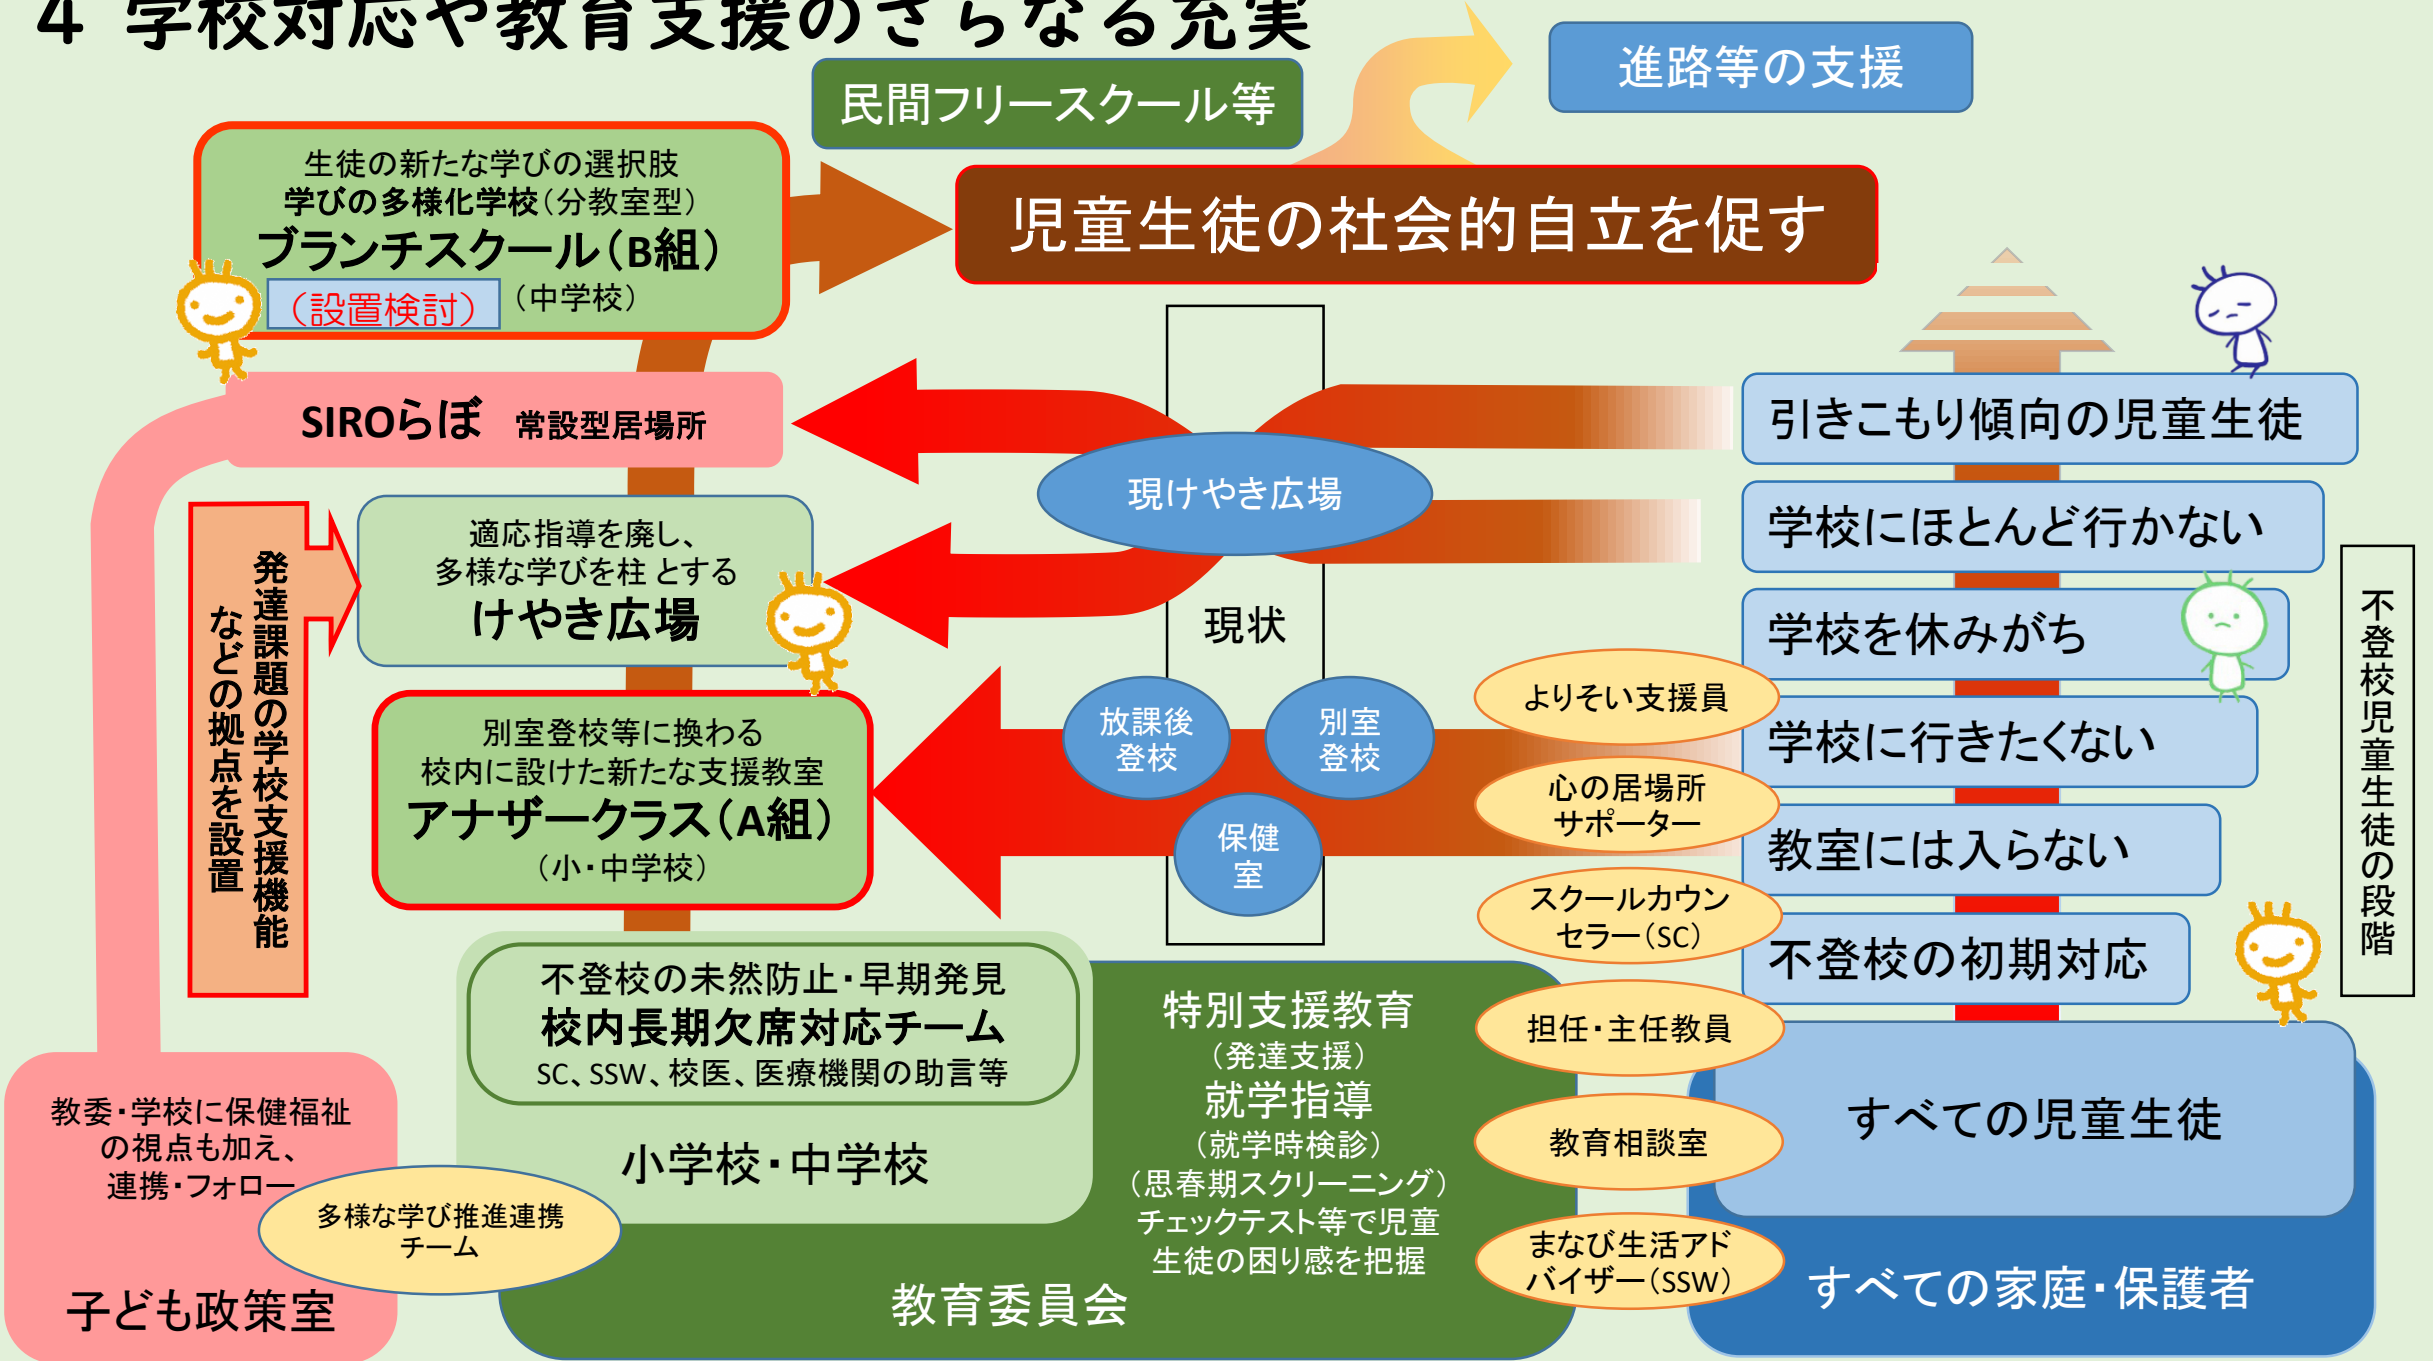 4 学校対応や教育支援のさらなる充実
民間フリースクール等
進路等の支援
生徒の新たな学びの選択肢
学びの多様化学校（分教室型）
ブランチスクール（B組）
（設置検討）
（中学校）
児童生徒の社会的自立を促す
SIROらぼ 常設型居場所
発達課題の学校支援機能
などの拠点を設置
適応指導を廃し、
多様な学びを柱 とする
けやき広場
別室登校等に換わる
校内に設けた新たな支援教室
アナザークラス（A組）
（小・中学校）
現けやき広場
現状
放課後
登校
別室
登校
保健
室
引きこもり傾向の児童生徒
学校にほとんど行かない
学校を休みがち
学校に行きたくない
教室には入らない
不登校の初期対応
不登校児童生徒の段階
よりそい支援員
心の居場所
サポーター
スクールカウン
セラー（SC）
担任・主任教員
教育相談室
まなび生活アド
バイザー（SSW）
不登校の未然防止・早期発見
校内長期欠席対応チーム
SC、SSW、校医、医療機関の助言等
小学校・中学校
特別支援教育
（発達支援）
就学指導
（就学時検診）
（思春期スクリーニング）
チェックテスト等で児童
生徒の困り感を把握
教育委員会
教委・学校に保健福祉
の視点も加え、
連携・フォロー
多様な学び推進連携
チーム
子ども政策室
すべての児童生徒
すべての家庭・保護者